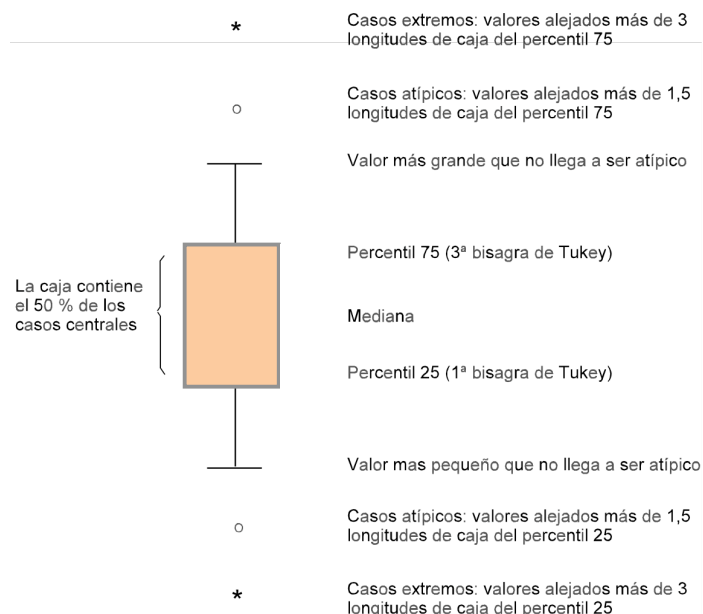 *
Casos extremos: valores alejados más de 3
longitudes de caja del percentil 75
Casos atípicos: valores alejados más de 1,5
longitudes de caja del percentil 75
Valor más grande que no llega a ser atípico
Percentil 75 (3ª bisagra de Tukey)
La caja contiene
el 50 % de los
casos centrales
Mediana
Percentil 25 (1ª bisagra de Tukey)
Valor mas pequeño que no llega a ser atípico
Casos atípicos: valores alejados más de 1,5
longitudes de caja del percentil 25
*
Casos extremos: valores alejados más de 3
longitudes de caja del percentil 25